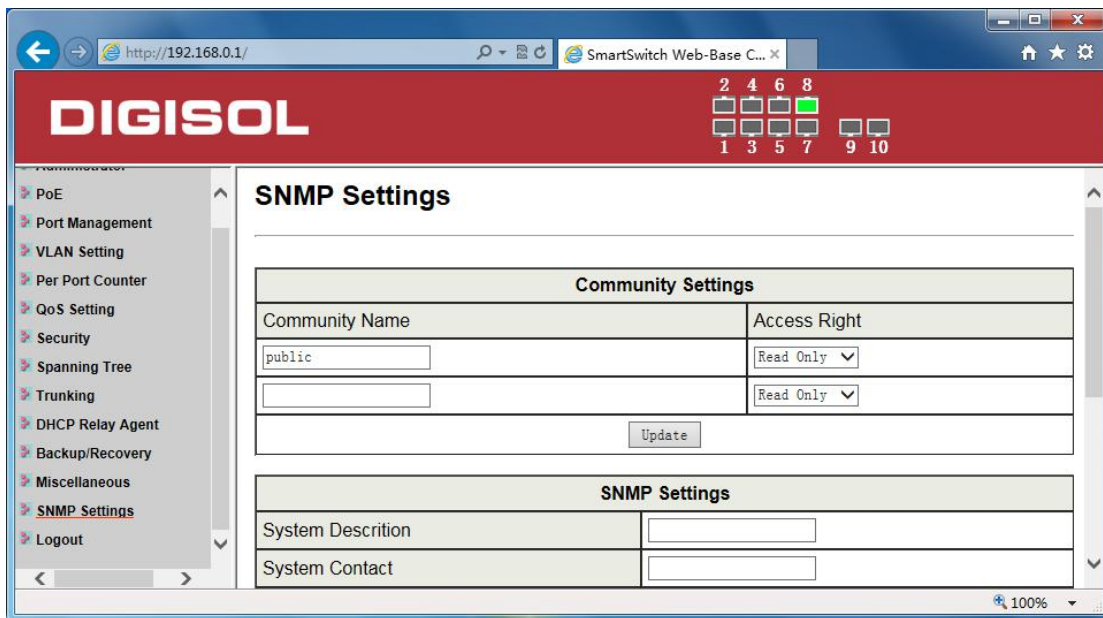 http://192.168.0.1/
SmartSwitch Web-Base C...
DIGISOL
2 4 6 8
1 3 5 7 9 10
Administrator
PoE
Port Management
VLAN Setting
Per Port Counter
QoS Setting
Security
Spanning Tree
Trunking
DHCP Relay Agent
Backup/Recovery
Miscellaneous
SNMP Settings
Logout
SNMP Settings
Community Settings
Community Name Access Right
public Read Only
Read Only
Update
SNMP Settings
System Descrition
System Contact
100%